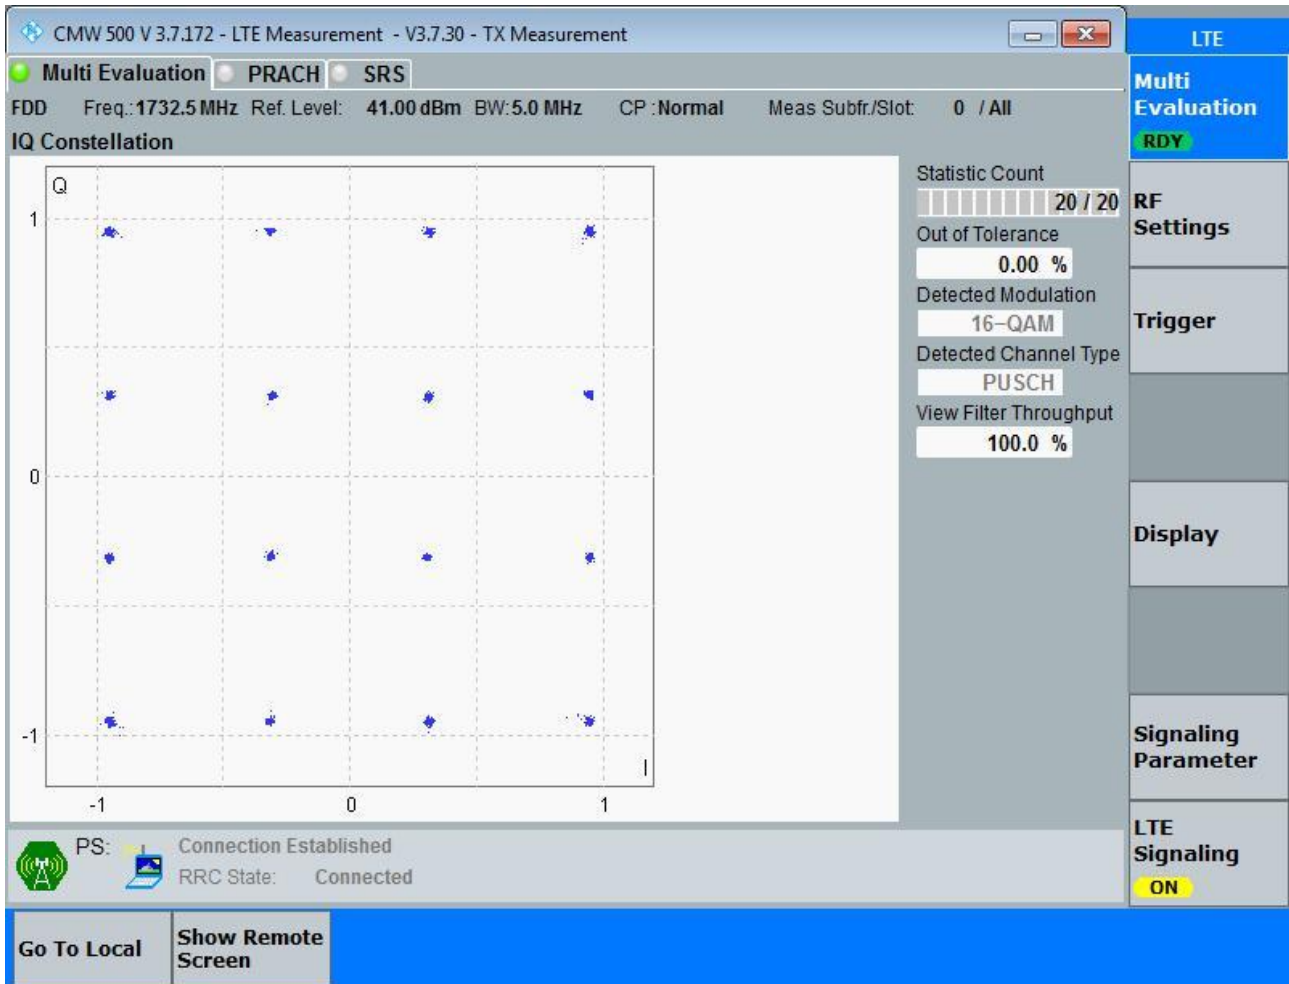 CMW 500 V 3.7.172 - LTE Measurement - V3.7.30 - TX Measurement
LTE
Multi Evaluation PRACH SRS
FDD Freq.: 1732.5 MHz Ref. Level: 41.00 dBm BW: 5.0 MHz CP : Normal Meas Subfr./Slot: 0 / All
IQ Constellation
Q
1
0
-1
I
-1 0 1
Statistic Count
20 / 20
Out of Tolerance
0.00 %
Detected Modulation
16-QAM
Detected Channel Type
PUSCH
View Filter Throughput
100.0 %
Multi
Evaluation
RDY
RF
Settings
Trigger
Display
Signaling
Parameter
LTE
Signaling
ON
PS: Connection Established
RRC State: Connected
Go To Local
Show Remote
Screen